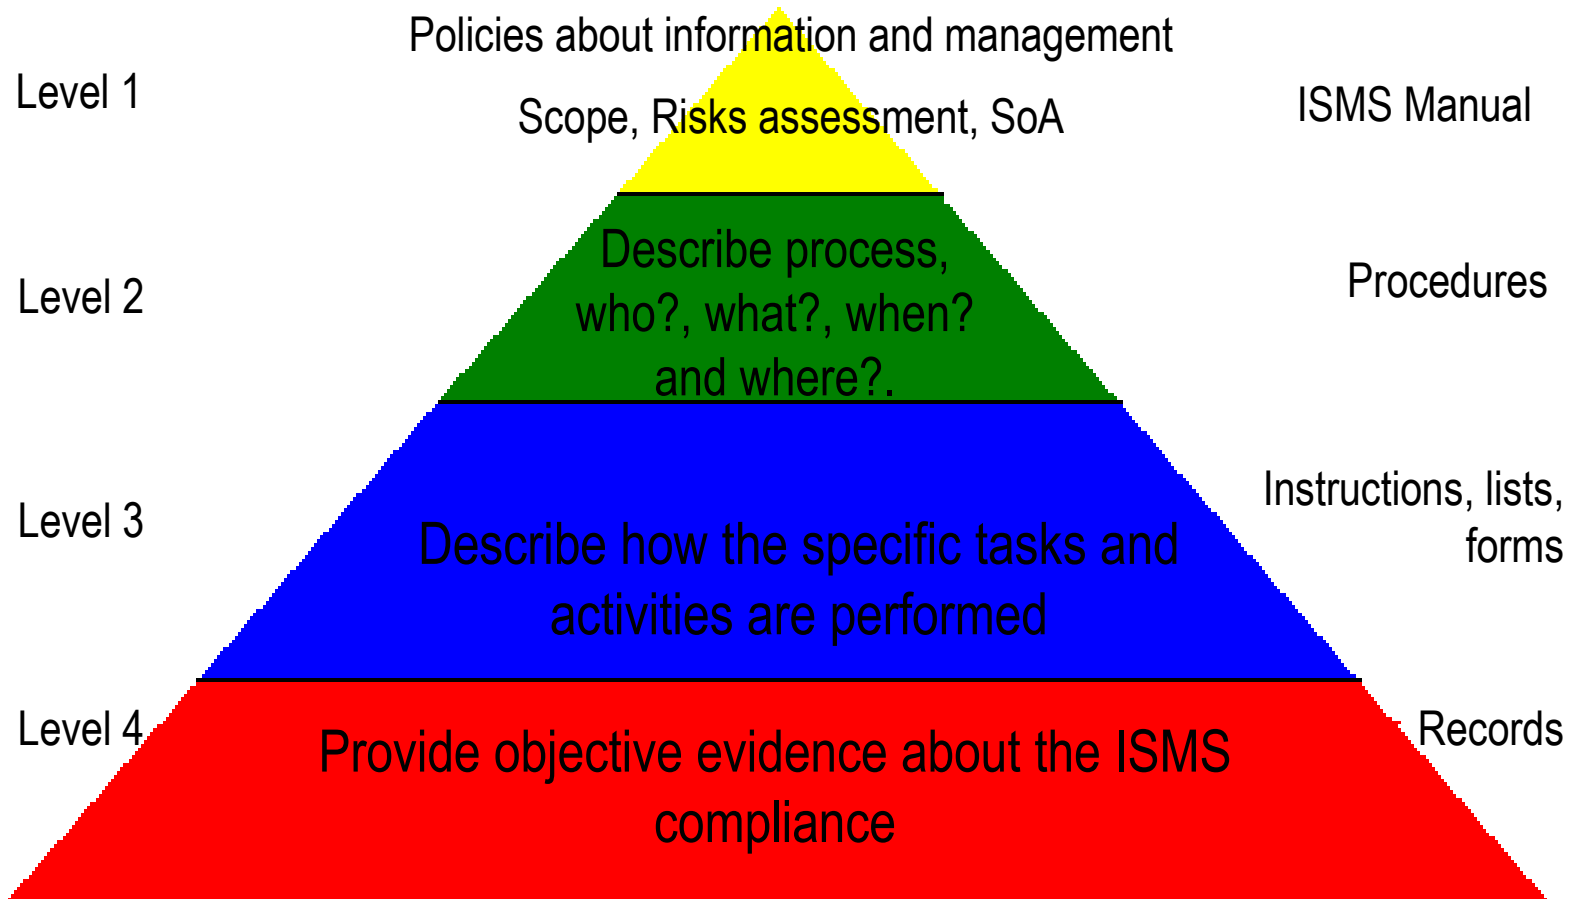 Policies about information and management
Level 1
Scope, Risks assessment, SoA
ISMS Manual
Level 2
Describe process,
who?, what?, when?
and where?.
Procedures
Level 3
Describe how the specific tasks and
activities are performed
Instructions, lists,
forms
Level 4
Provide objective evidence about the ISMS
compliance
Records